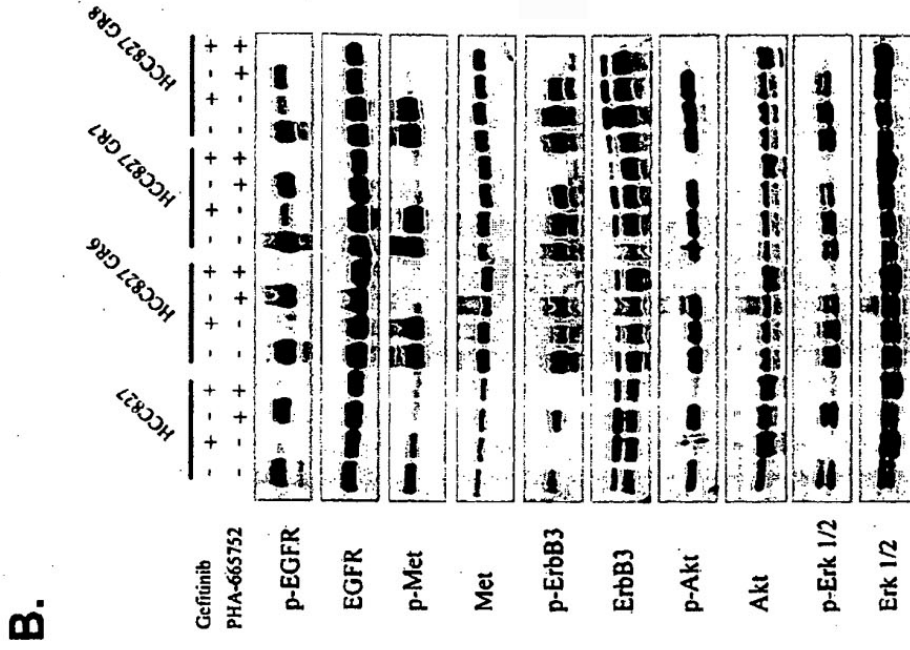 B.
HCC827 HCC827 GR6 HCC827 GR7 HCC827 GR8
Gefitinib - + - + - + - + - + - + - + - +
PHA-665752 - - + + - - + + - - + + - - + +
p-EGFR
EGFR
p-Met
Met
p-ErbB3
ErbB3
p-Akt
Akt
p-Erk 1/2
Erk 1/2